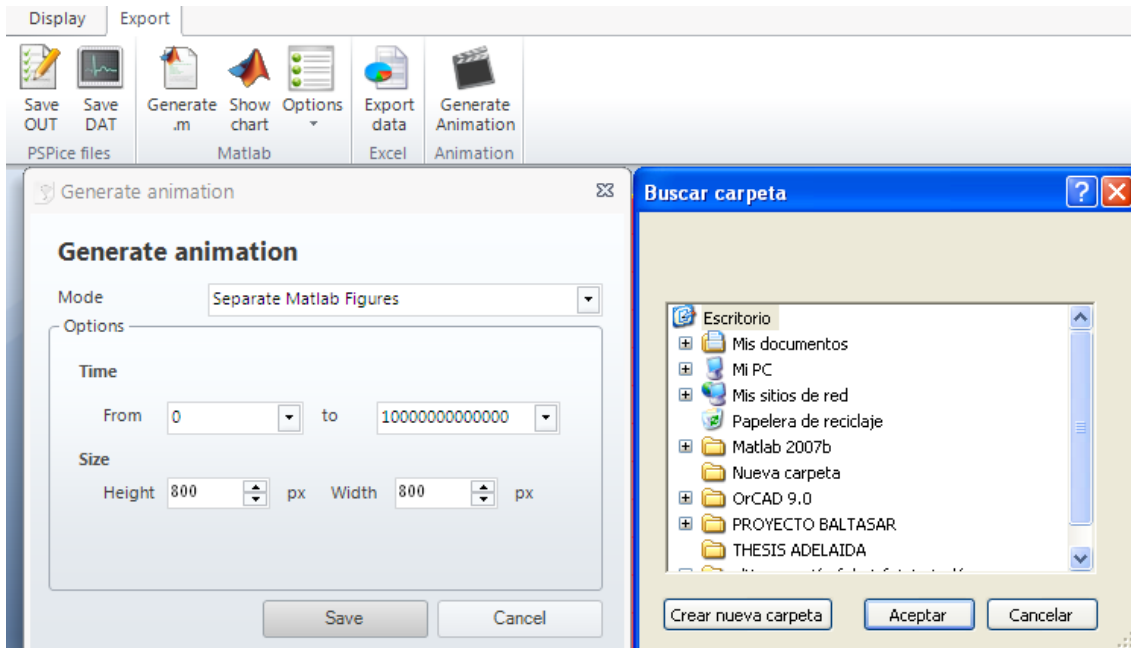 Display Export
Save OUT
Save DAT
Generate .m
Show chart
Options
Export data
Generate Animation
PSPice files
Matlab
Excel
Animation
Generate animation
Generate animation
Mode Separate Matlab Figures
Options
Time
From 0 to 10000000000000
Size
Height 800 px Width 800 px
Save Cancel
Buscar carpeta
Escritorio
Mis documentos
Mi PC
Mis sitios de red
Papelera de reciclaje
Matlab 2007b
Nueva carpeta
OrCAD 9.0
PROYECTO BALTASAR
THESIS ADELAIDA
Crear nueva carpeta Aceptar Cancelar